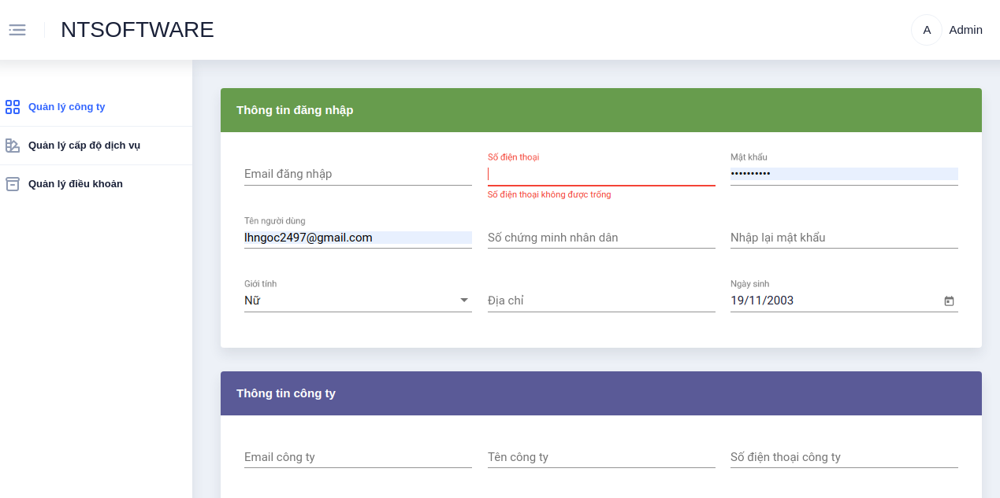 NTSOFTWARE
A
Admin
Quản lý công ty
Quản lý cấp độ dịch vụ
Quản lý điều khoản
Thông tin đăng nhập
Email đăng nhập
Số điện thoại
Số điện thoại không được trống
Mật khẩu
••••••••••
Tên người dùng
lhngoc2497@gmail.com
Số chứng minh nhân dân
Nhập lại mật khẩu
Giới tính
Nữ
Địa chỉ
Ngày sinh
19/11/2003
Thông tin công ty
Email công ty
Tên công ty
Số điện thoại công ty